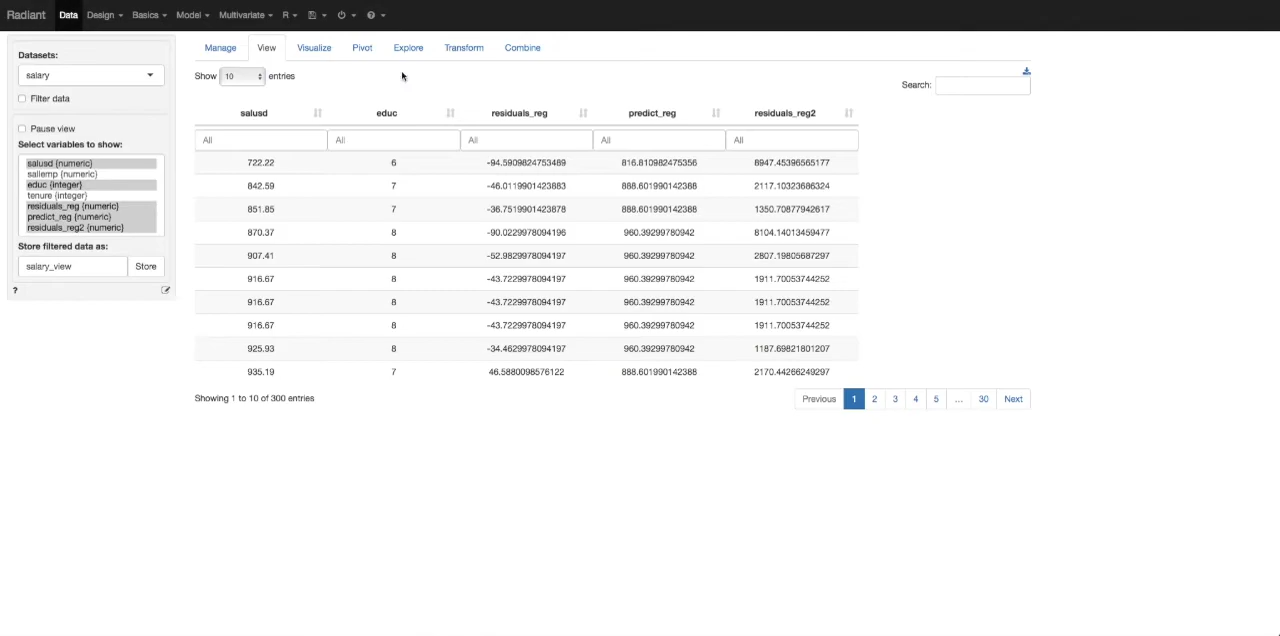 Radiant Data Design Basics Model Multivariate R
Manage View Visualize Pivot Explore Transform Combine
Datasets:
salary
Filter data
Pause view
Select variables to show:
salusd {numeric}
sallemp {numeric}
educ {integer}
tenure {integer}
residuals_reg {numeric}
predict_reg {numeric}
residuals_reg2 {numeric}
Store filtered data as:
salary_view Store
?
Show 10 entries
Search:
salusd educ residuals_reg predict_reg residuals_reg2
All All All All All
722.22 6 -94.5909824753489 816.810982475356 8947.45396565177
842.59 7 -46.0119901423883 888.601990142388 2117.10323686324
851.85 7 -36.7519901423878 888.601990142388 1350.70877942617
870.37 8 -90.0229978094196 960.39299780942 8104.14013459477
907.41 8 -52.9829978094197 960.39299780942 2807.19805687297
916.67 8 -43.7229978094197 960.39299780942 1911.70053744252
916.67 8 -43.7229978094197 960.39299780942 1911.70053744252
916.67 8 -43.7229978094197 960.39299780942 1911.70053744252
925.93 8 -34.4629978094197 960.39299780942 1187.69821801207
935.19 7 46.5880098576122 888.601990142388 2170.44266249297
Showing 1 to 10 of 300 entries
Previous 1 2 3 4 5 ... 30 Next